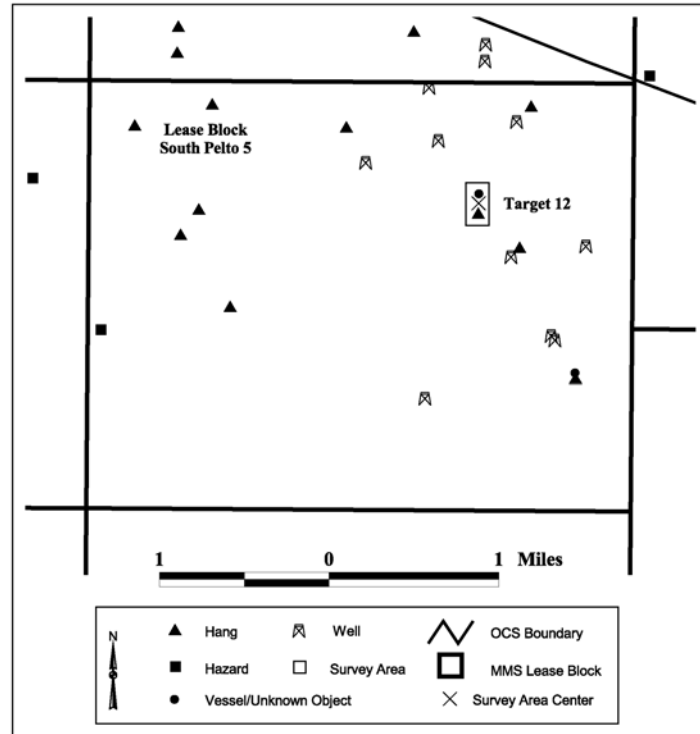 Lease Block
South Pelto 5
Target 12
1 0 1 Miles
N
Hang Well OCS Boundary
Hazard Survey Area MMS Lease Block
Vessel/Unknown Object Survey Area Center